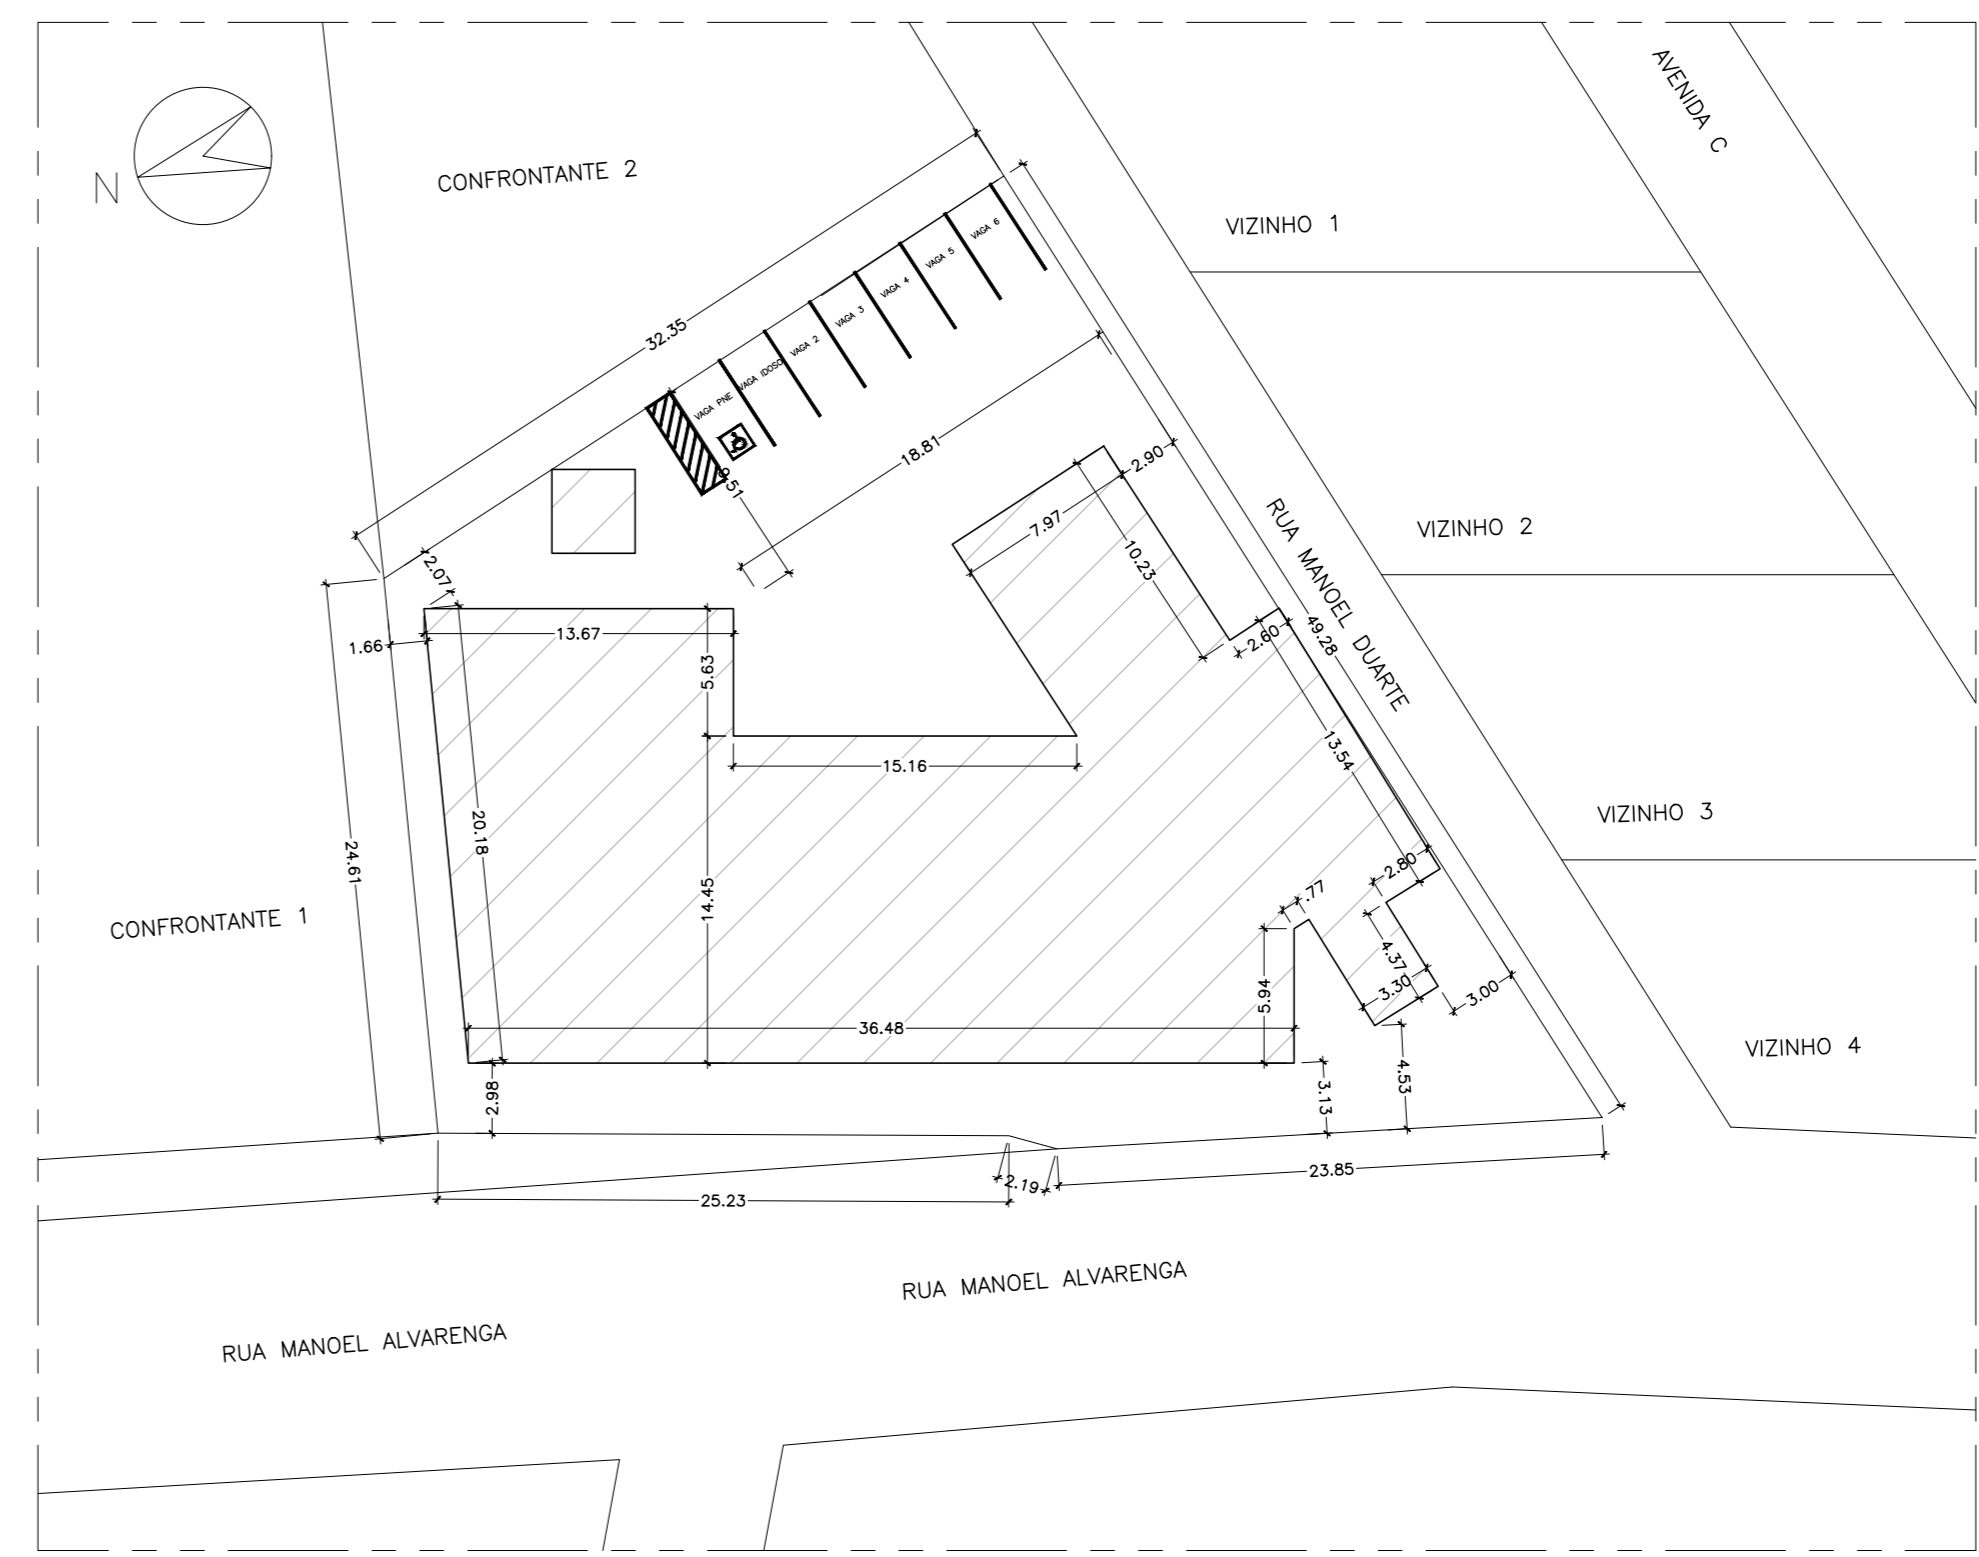 AVENIDA C
N
CONFRONTANTE 2
VIZINHO 1
VAGA 6
VAGA 5
VAGA 4
VAGA 3
VAGA 2
VAGA IDOSO
VAGA PNE
32.35
18.81
9.51
2.90
7.97
10.23
RUA MANOEL DUARTE
49.28
VIZINHO 2
2.07
1.66
13.67
5.63
2.60
15.16
13.54
20.18
24.61
14.45
VIZINHO 3
2.80
.77
CONFRONTANTE 1
4.37
3.30
3.00
5.94
36.48
VIZINHO 4
2.98
3.13
4.53
2.19
23.85
25.23
RUA MANOEL ALVARENGA
RUA MANOEL ALVARENGA